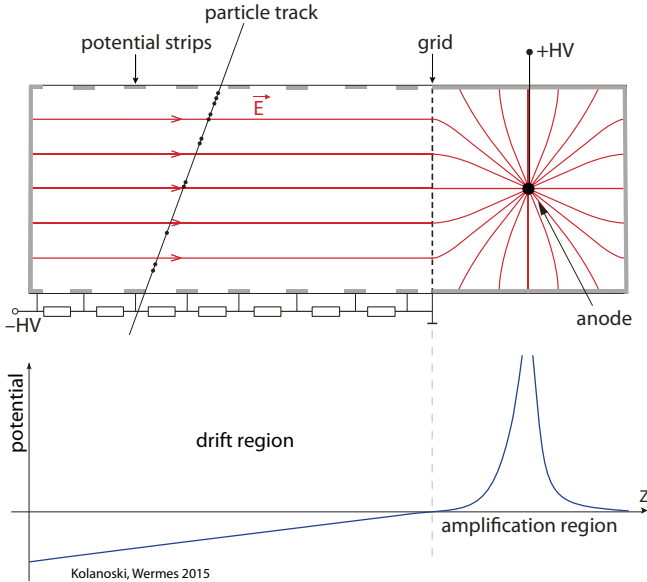 particle track
potential strips
grid
+HV
E
−HV
anode
potential
drift region
Z
amplification region
Kolanoski, Wermes 2015